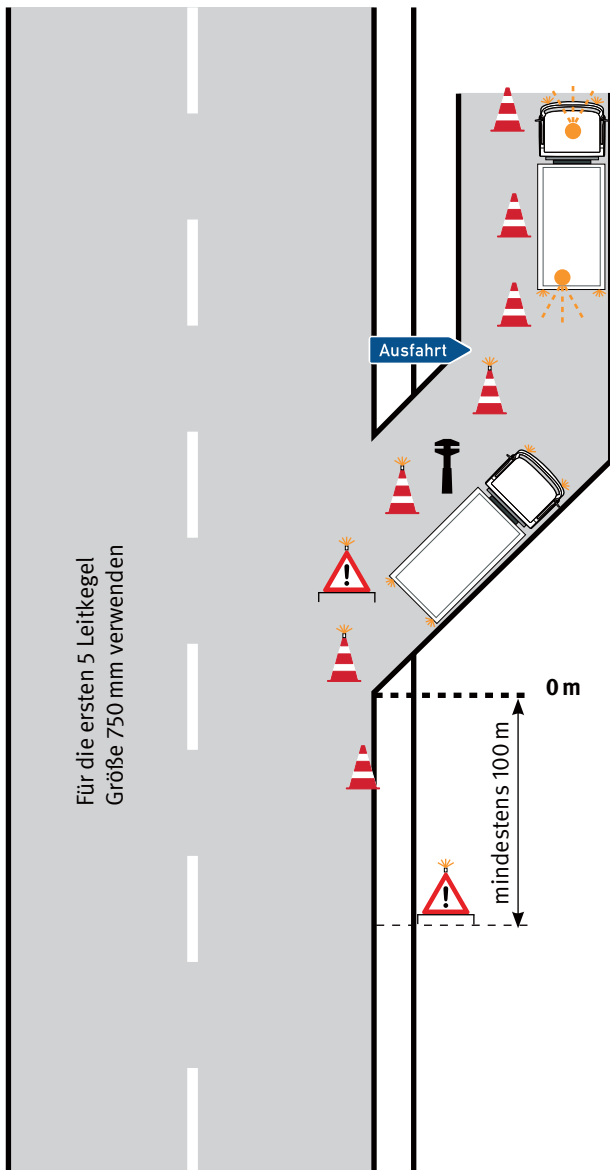 Ausfahrt
Für die ersten 5 Leitkegel
Größe 750 mm verwenden
0 m
mindestens 100 m